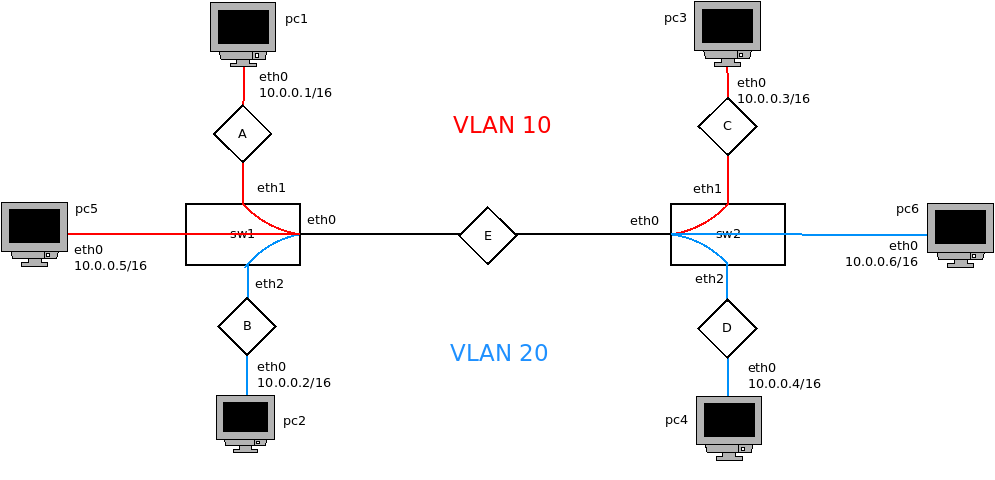 pc1
pc3
eth0
10.0.0.1/16
eth0
10.0.0.3/16
A
VLAN 10
C
eth1
eth1
pc5
pc6
eth0
eth0
sw1
E
sw2
eth0
10.0.0.5/16
eth0
10.0.0.6/16
eth2
eth2
B
D
VLAN 20
eth0
10.0.0.2/16
eth0
10.0.0.4/16
pc2
pc4